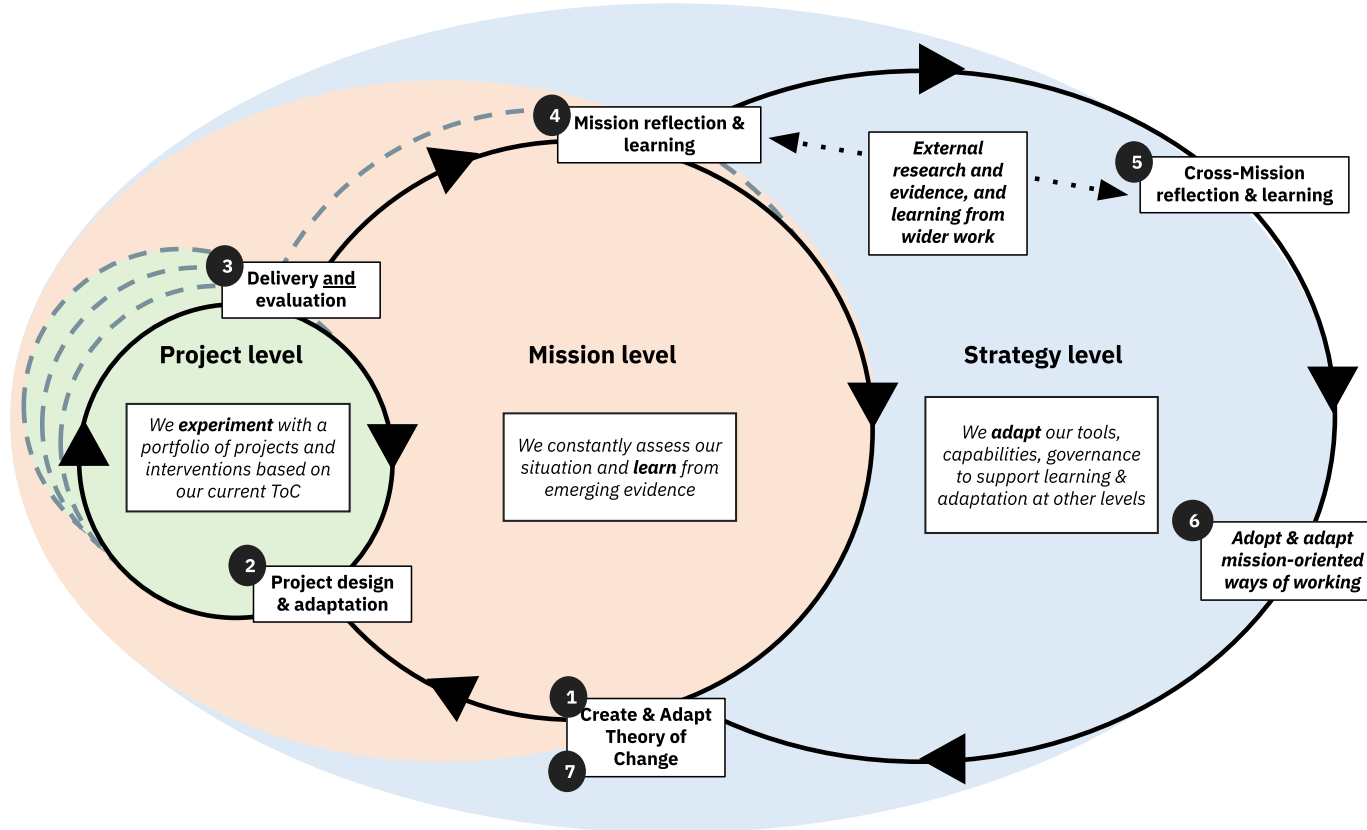 4
Mission reflection &
learning
External
research and
evidence, and
learning from
wider work
5
Cross-Mission
reflection & learning
3
Delivery and
evaluation
Project level
Mission level
Strategy level
We experiment with a
portfolio of projects and
interventions based on
our current ToC
We constantly assess our
situation and learn from
emerging evidence
We adapt our tools,
capabilities, governance
to support learning &
adaptation at other levels
6
Adopt & adapt
mission-oriented
ways of working
2
Project design
& adaptation
1
Create & Adapt
Theory of
Change
7